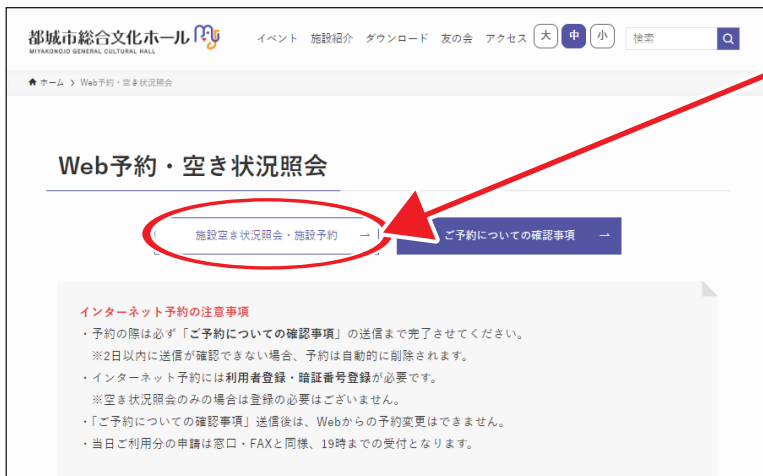 都城市総合文化ホール MJ
MIYAKONOJO GENERAL CULTURAL HALL
イベント 施設紹介 ダウンロード 友の会 アクセス 大 中 小 検索
ホーム > Web予約・空き状況照会
Web予約・空き状況照会
施設空き状況照会・施設予約 → ご予約についての確認事項 →
インターネット予約の注意事項
・予約の際は必ず「ご予約についての確認事項」の送信まで完了させてください。
※2日以内に送信が確認できない場合、予約は自動的に削除されます。
・インターネット予約には利用者登録・暗証番号登録が必要です。
※空き状況照会のみの場合は登録の必要はございません。
・「ご予約についての確認事項」送信後は、Webからの予約変更はできません。
・当日ご利用分の申請は窓口・FAXと同様、19時までの受付となります。